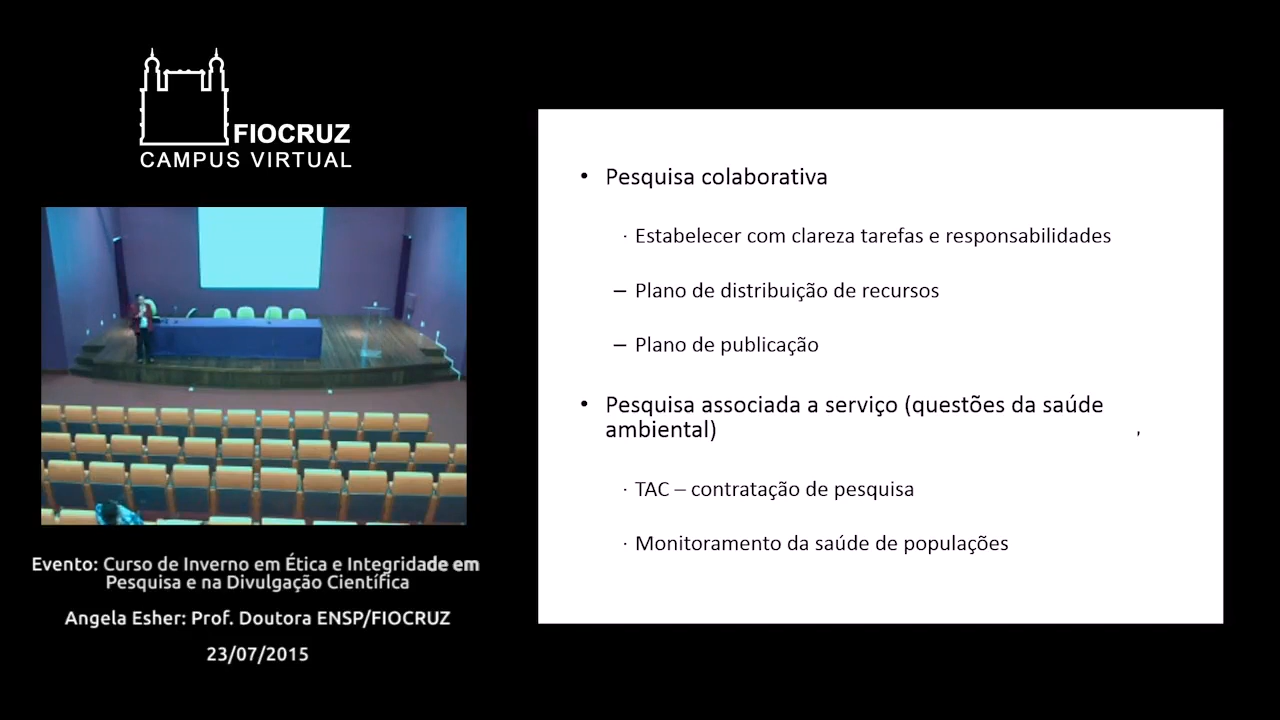 FIOCRUZ
CAMPUS VIRTUAL
Evento: Curso de Inverno em Ética e Integridade em
Pesquisa e na Divulgação Científica
Angela Esher: Prof. Doutora ENSP/FIOCRUZ
23/07/2015
• Pesquisa colaborativa
· Estabelecer com clareza tarefas e responsabilidades
– Plano de distribuição de recursos
– Plano de publicação
• Pesquisa associada a serviço (questões da saúde
ambiental)
· TAC – contratação de pesquisa
· Monitoramento da saúde de populações